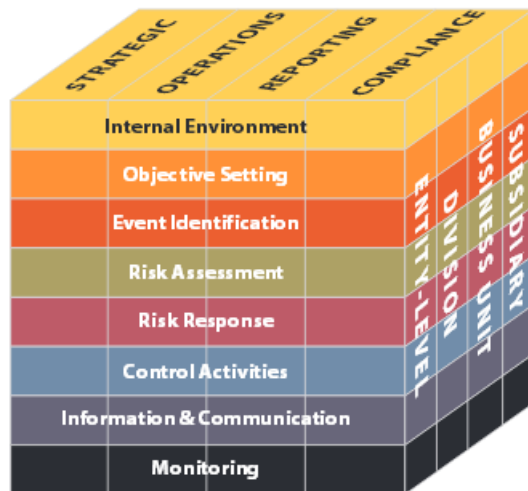 STRATEGIC
OPERATIONS
REPORTING
COMPLIANCE
Internal Environment
Objective Setting
Event Identification
Risk Assessment
Risk Response
Control Activities
Information & Communication
Monitoring
ENTITY-LEVEL
DIVISION
BUSINESS UNIT
SUBSIDIARY